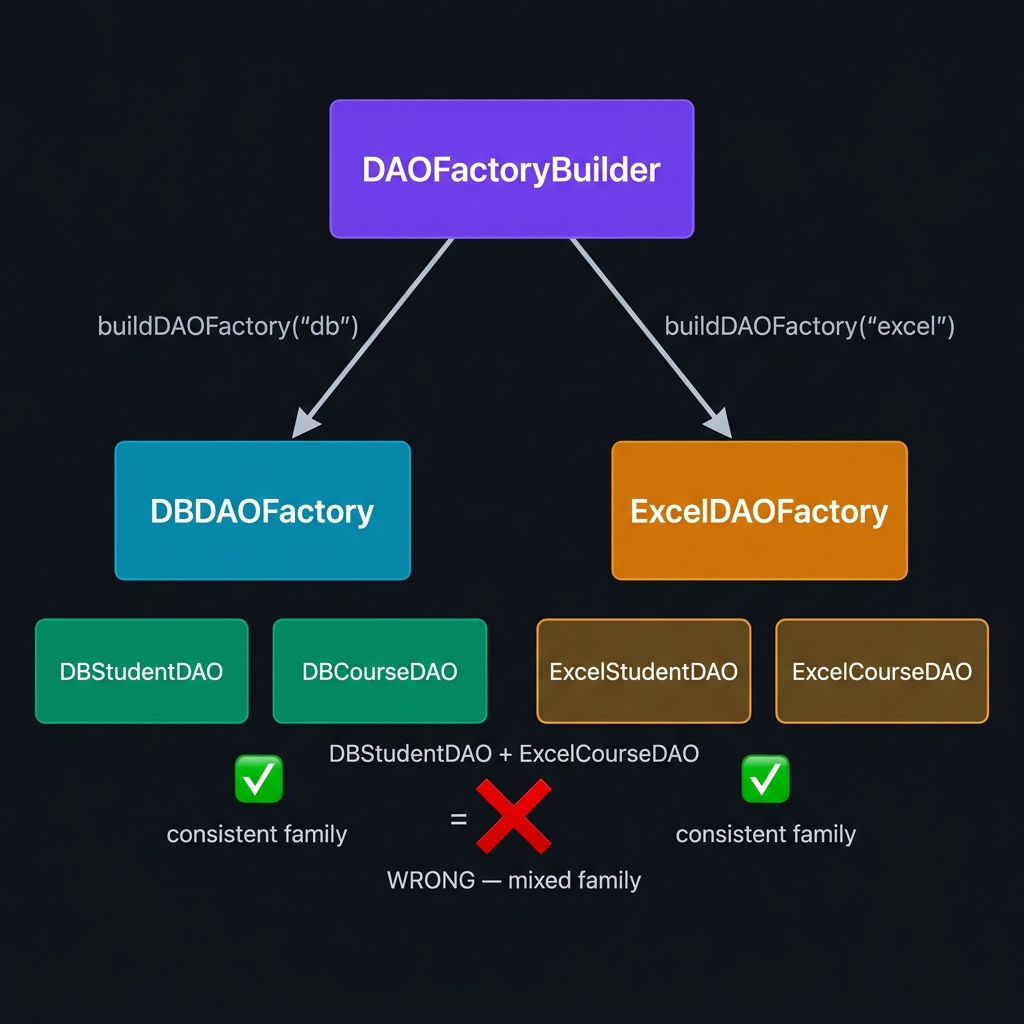 DAOFactoryBuilder
buildDAOFactory(“db”)
buildDAOFactory(“excel”)
DBDAOFactory
ExcelDAOFactory
DBStudentDAO
DBCourseDAO
ExcelStudentDAO
ExcelCourseDAO
DBStudentDAO + ExcelCourseDAO
=
consistent family
consistent family
WRONG — mixed family